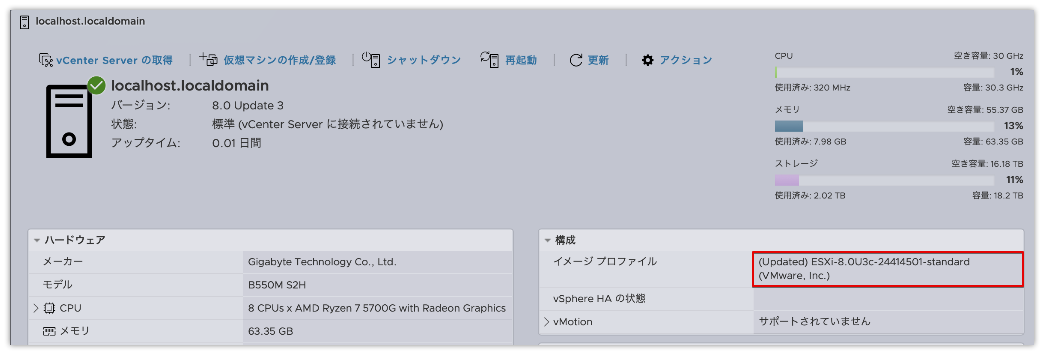 localhost.localdomain
vCenter Server の取得 | 仮想マシンの作成/登録 | シャットダウン 再起動 | 更新 | アクション
localhost.localdomain
バージョン: 8.0 Update 3
状態: 標準 (vCenter Server に接続されていません)
アップタイム: 0.01 日間
CPU 空き容量: 30 GHz
1%
使用済み: 320 MHz 容量: 30.3 GHz
メモリ 空き容量: 55.37 GB
13%
使用済み: 7.98 GB 容量: 63.35 GB
ストレージ 空き容量: 16.18 TB
11%
使用済み: 2.02 TB 容量: 18.2 TB
ハードウェア
メーカー Gigabyte Technology Co., Ltd.
モデル B550M S2H
CPU 8 CPUs x AMD Ryzen 7 5700G with Radeon Graphics
メモリ 63.35 GB
構成
イメージ プロファイル (Updated) ESXi-8.0U3c-24414501-standard
(VMware, Inc.)
vSphere HA の状態
vMotion サポートされていません